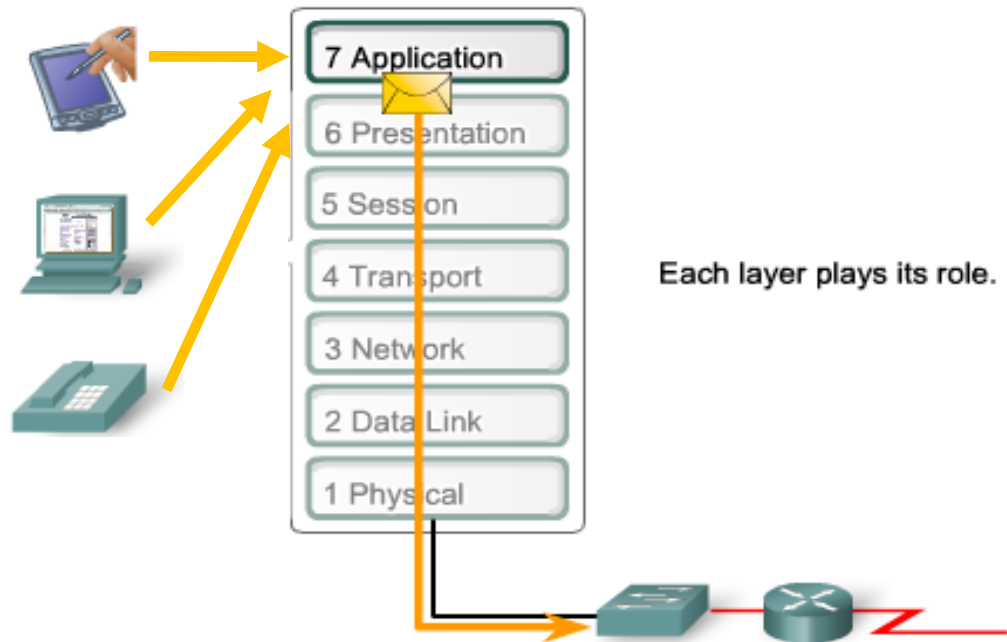 7 Application
6 Presentation
5 Session
4 Transport
Each layer plays its role.
3 Network
2 Data Link
1 Physical